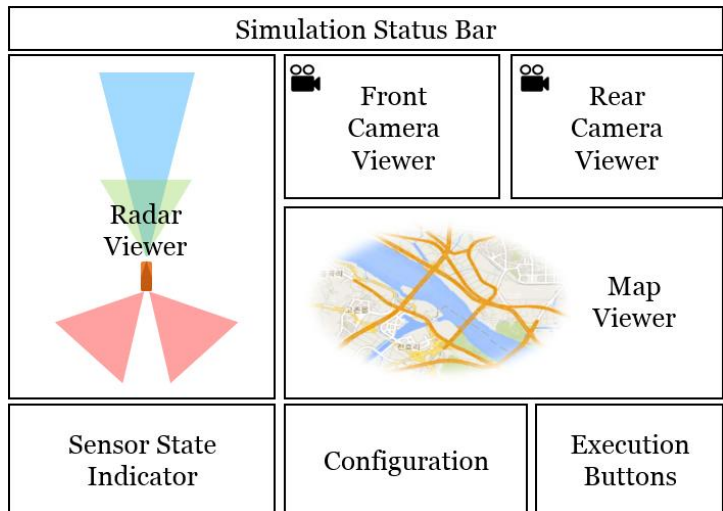 Simulation Status Bar
Radar
Viewer
Front
Camera
Viewer
Rear
Camera
Viewer
Map
Viewer
Sensor State
Indicator
Configuration
Execution
Buttons